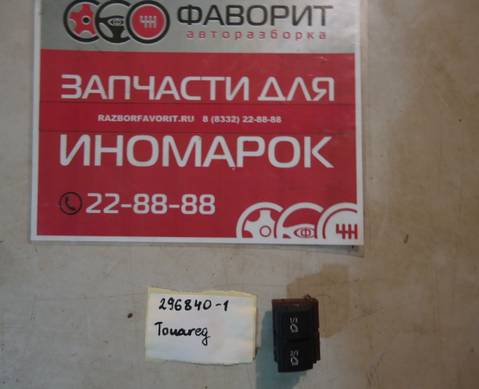 ФАВОРИТ
авторазборка
ЗАПЧАСТИ ДЛЯ
RAZBORFAVORIT.RU 8 (8332) 22-88-88
ИНОМАРОК
22-88-88
296840-1
Touareg